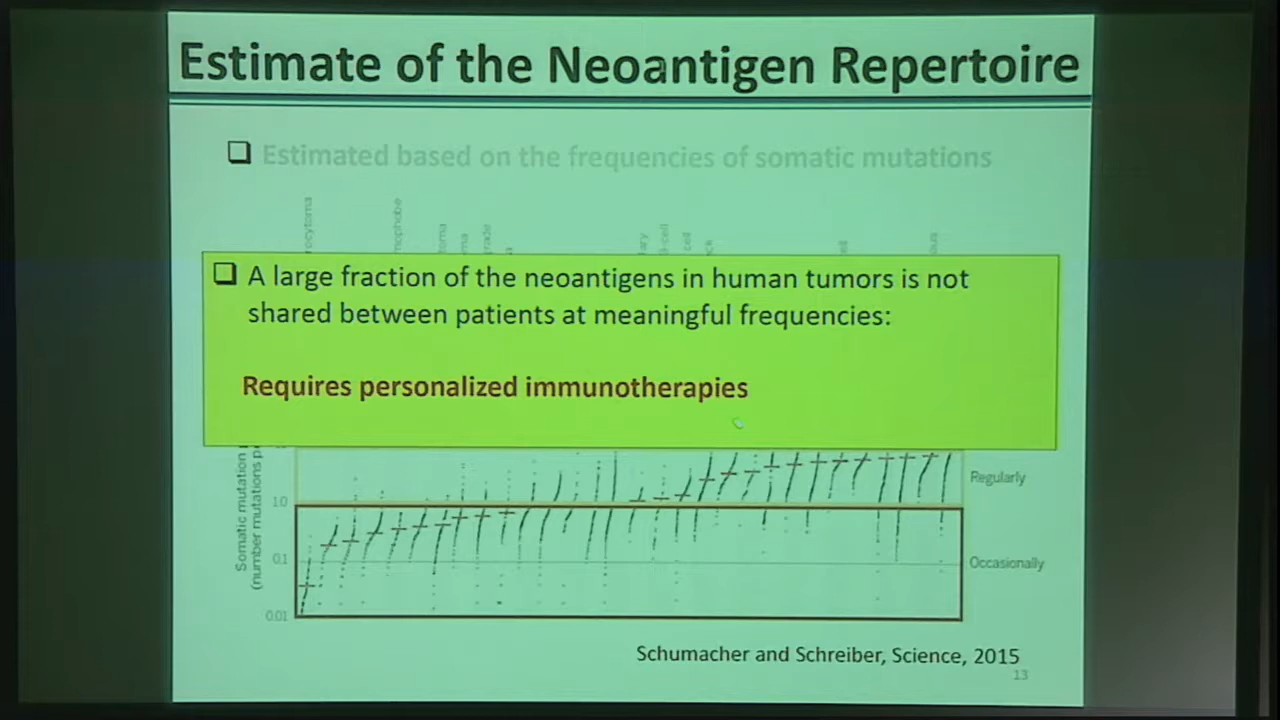 Estimate of the Neoantigen Repertoire
Estimated based on the frequencies of somatic mutations
A large fraction of the neoantigens in human tumors is not
shared between patients at meaningful frequencies:
Requires personalized immunotherapies
Somatic mutation
(number mutations
Regularly
1.0
0.1
Occasionally
0.01
Schumacher and Schreiber, Science, 2015
13